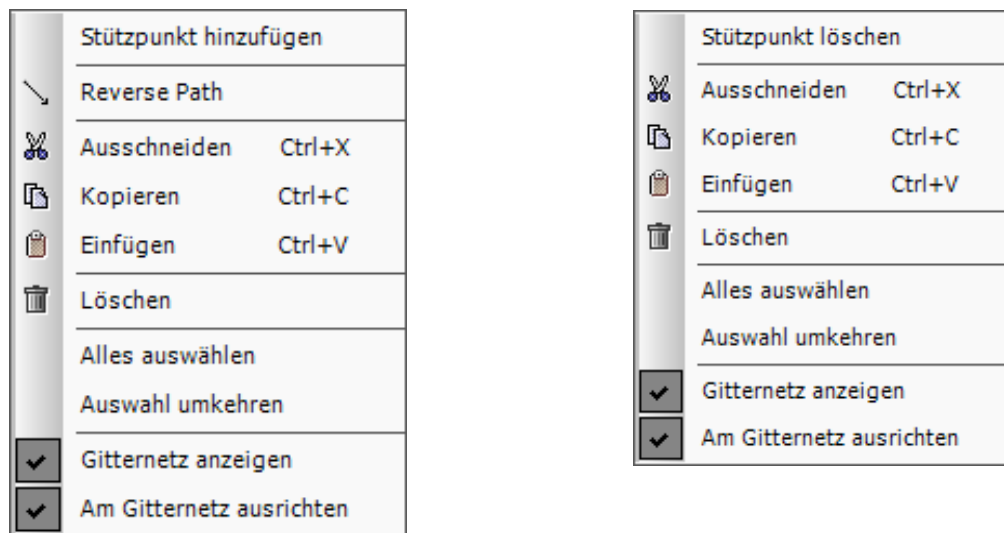 Stützpunkt hinzufügen
Reverse Path
Ausschneiden Ctrl+X
Kopieren Ctrl+C
Einfügen Ctrl+V
Löschen
Alles auswählen
Auswahl umkehren
Gitternetz anzeigen
Am Gitternetz ausrichten
Stützpunkt löschen
Ausschneiden Ctrl+X
Kopieren Ctrl+C
Einfügen Ctrl+V
Löschen
Alles auswählen
Auswahl umkehren
Gitternetz anzeigen
Am Gitternetz ausrichten